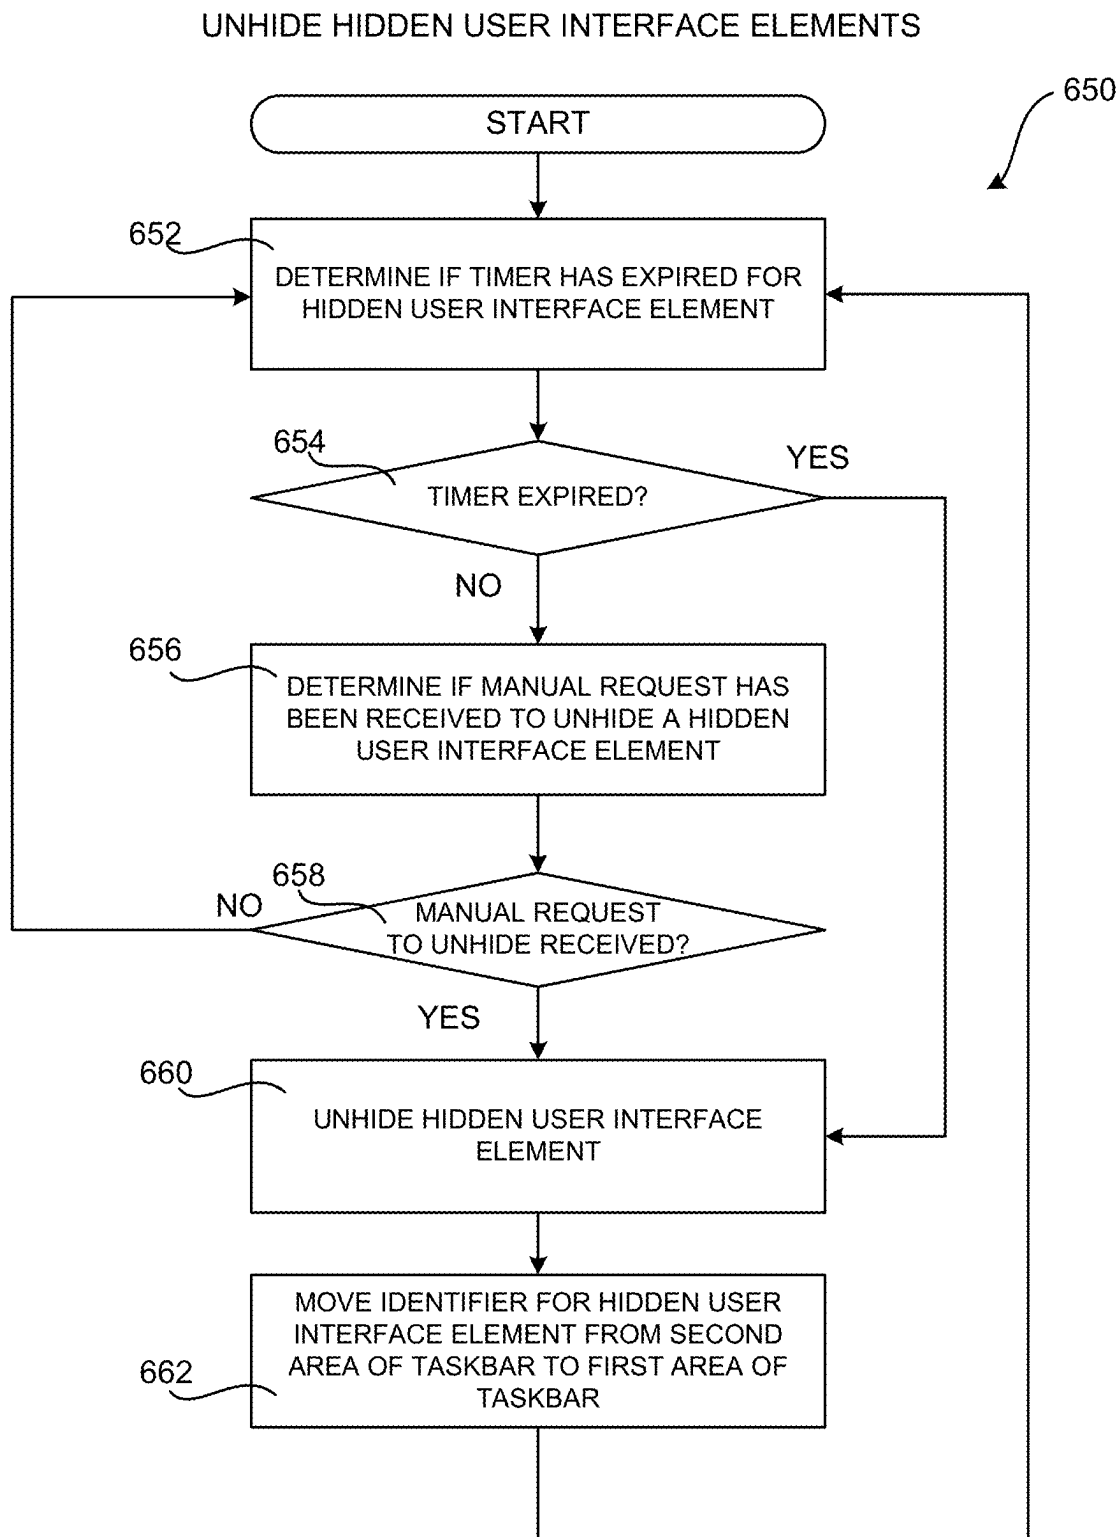 UNHIDE HIDDEN USER INTERFACE ELEMENTS
650
START
652
DETERMINE IF TIMER HAS EXPIRED FOR
HIDDEN USER INTERFACE ELEMENT
654
YES
TIMER EXPIRED?
NO
656
DETERMINE IF MANUAL REQUEST HAS
BEEN RECEIVED TO UNHIDE A HIDDEN
USER INTERFACE ELEMENT
658
NO
MANUAL REQUEST
TO UNHIDE RECEIVED?
YES
660
UNHIDE HIDDEN USER INTERFACE
ELEMENT
MOVE IDENTIFIER FOR HIDDEN USER
INTERFACE ELEMENT FROM SECOND
AREA OF TASKBAR TO FIRST AREA OF
TASKBAR
662